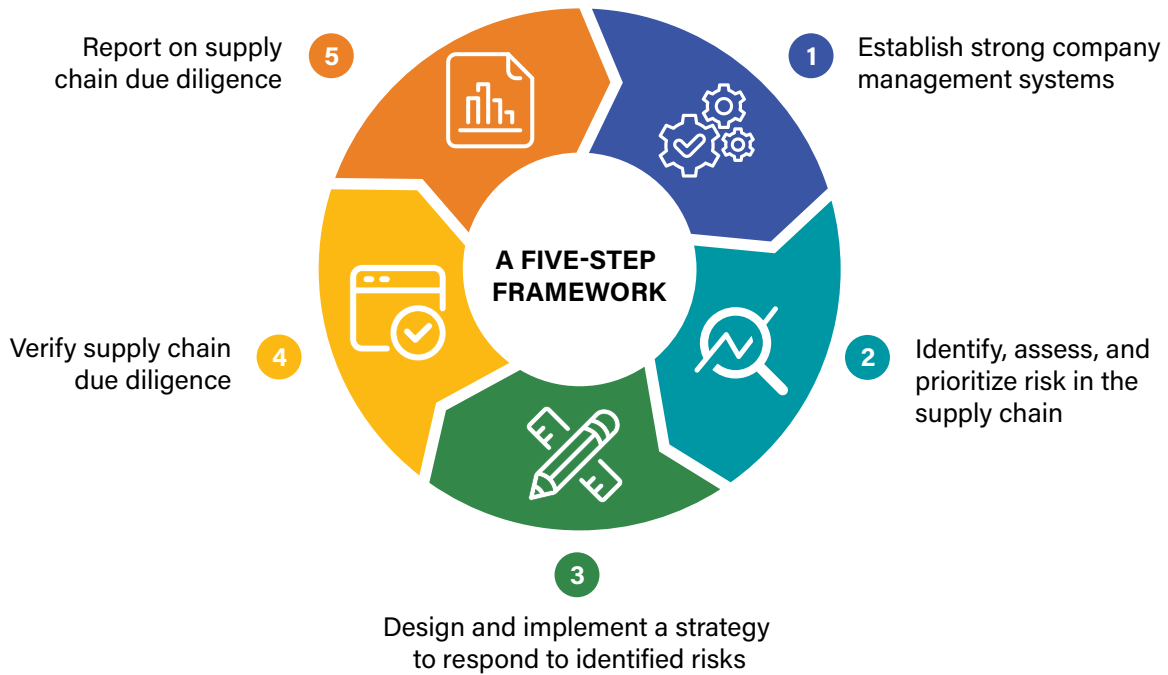 A FIVE-STEP
FRAMEWORK
1
Establish strong company
management systems
2
Identify, assess, and
prioritize risk in the
supply chain
3
Design and implement a strategy
to respond to identified risks
4
Verify supply chain
due diligence
5
Report on supply
chain due diligence